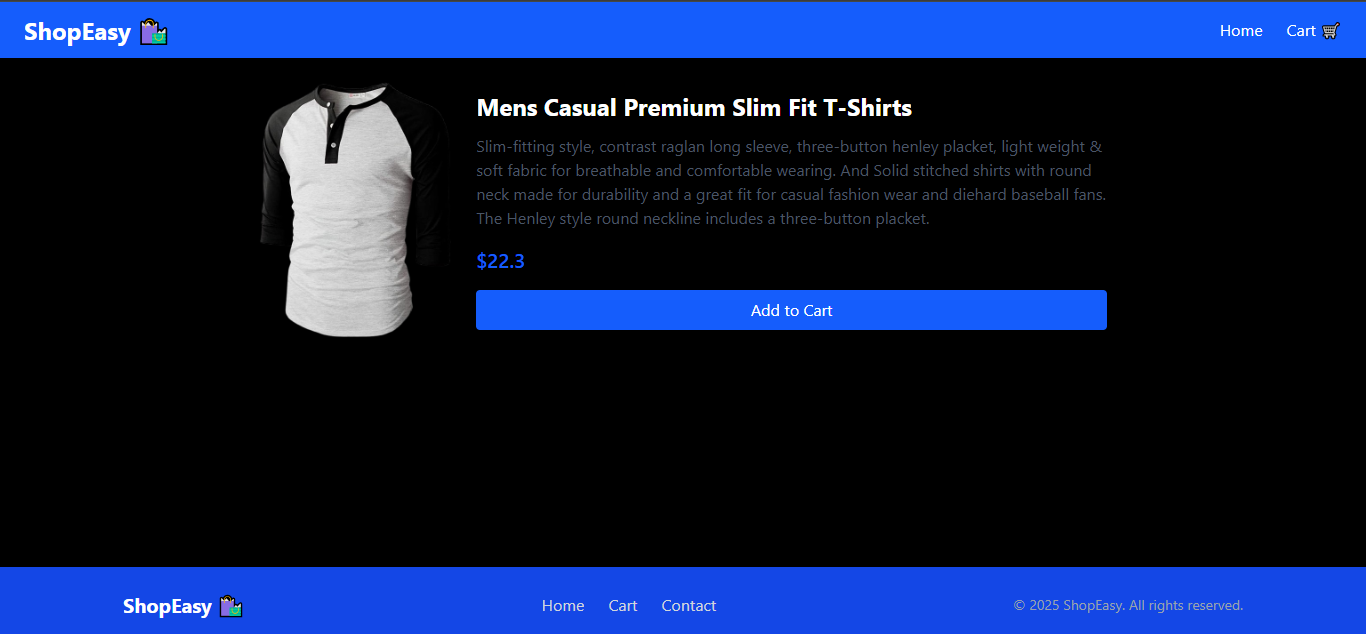 ShopEasy
Home
Cart
Mens Casual Premium Slim Fit T-Shirts
Slim-fitting style, contrast raglan long sleeve, three-button henley placket, light weight &
soft fabric for breathable and comfortable wearing. And Solid stitched shirts with round
neck made for durability and a great fit for casual fashion wear and diehard baseball fans.
The Henley style round neckline includes a three-button placket.
$22.3
Add to Cart
ShopEasy
Home
Cart
Contact
© 2025 ShopEasy. All rights reserved.